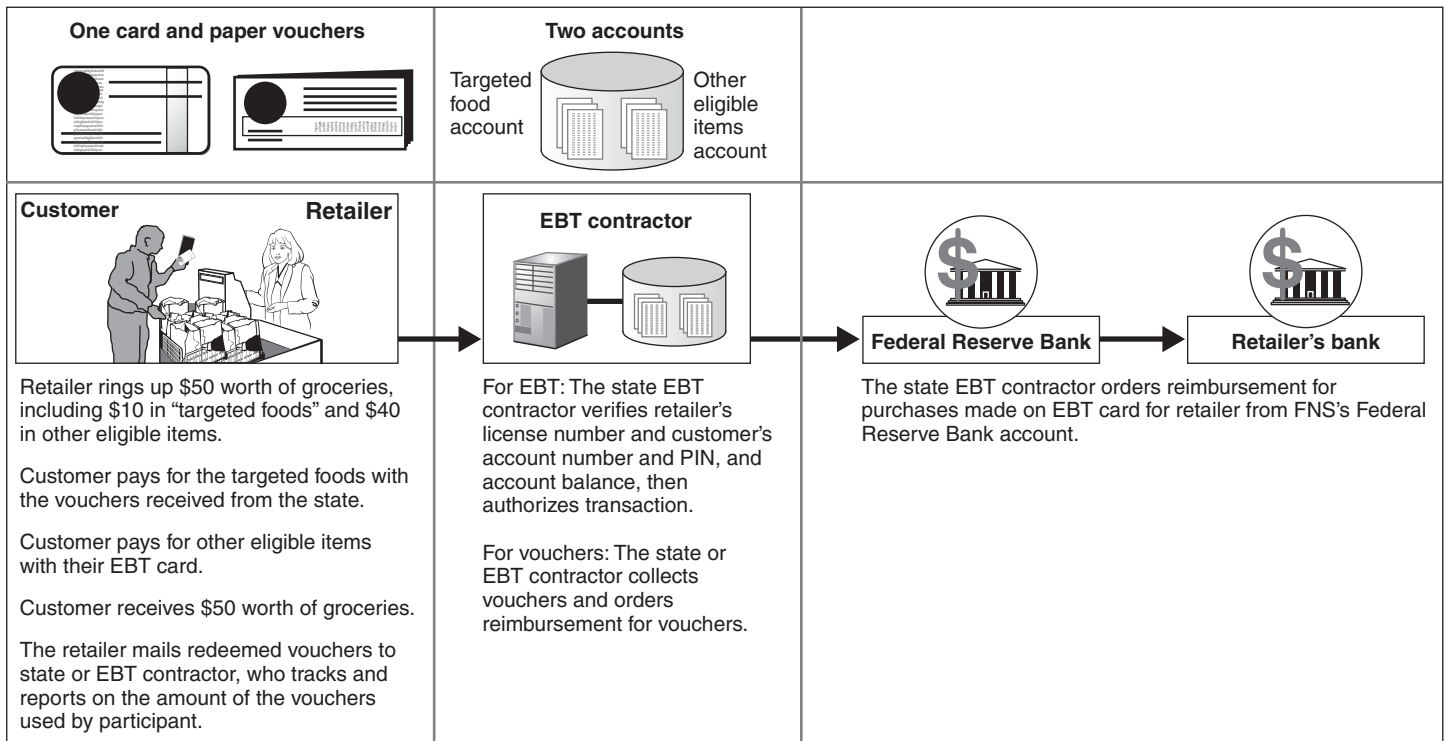 One card and paper vouchers
Two accounts
Targeted
food
account
Other
eligible
items
account
Customer
Retailer
Retailer rings up $50 worth of groceries,
including $10 in “targeted foods” and $40
in other eligible items.
Customer pays for the targeted foods with
the vouchers received from the state.
Customer pays for other eligible items
with their EBT card.
Customer receives $50 worth of groceries.
The retailer mails redeemed vouchers to
state or EBT contractor, who tracks and
reports on the amount of the vouchers
used by participant.
EBT contractor
For EBT: The state EBT
contractor verifies retailer's
license number and customer's
account number and PIN, and
account balance, then
authorizes transaction.
For vouchers: The state or
EBT contractor collects
vouchers and orders
reimbursement for vouchers.
$
Federal Reserve Bank
$
Retailer's bank
The state EBT contractor orders reimbursement for
purchases made on EBT card for retailer from FNS's Federal
Reserve Bank account.